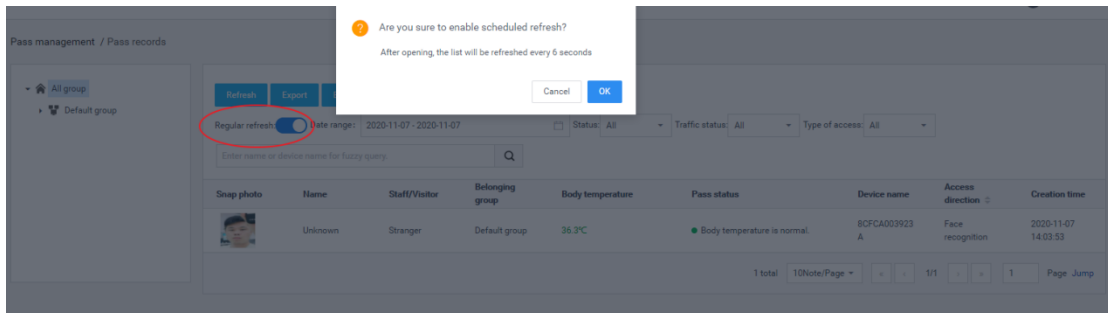 Are you sure to enable scheduled refresh?
After opening, the list will be refreshed every 6 seconds
Cancel OK
Pass management / Pass records
All group
Default group
Refresh Export
Regular refresh: Date range: 2020-11-07 - 2020-11-07 Status: All Traffic status: All Type of access: All
Enter name or device name for fuzzy query
Snap photo Name Staff/Visitor Belonging group Body temperature Pass status Device name Access direction Creation time
Unknown Stranger Default group 36.3℃ Body temperature is normal. 8CFCA003923A Face recognition 2020-11-07 14:03:53
1 total 10Note/Page 1/1 1 Page Jump